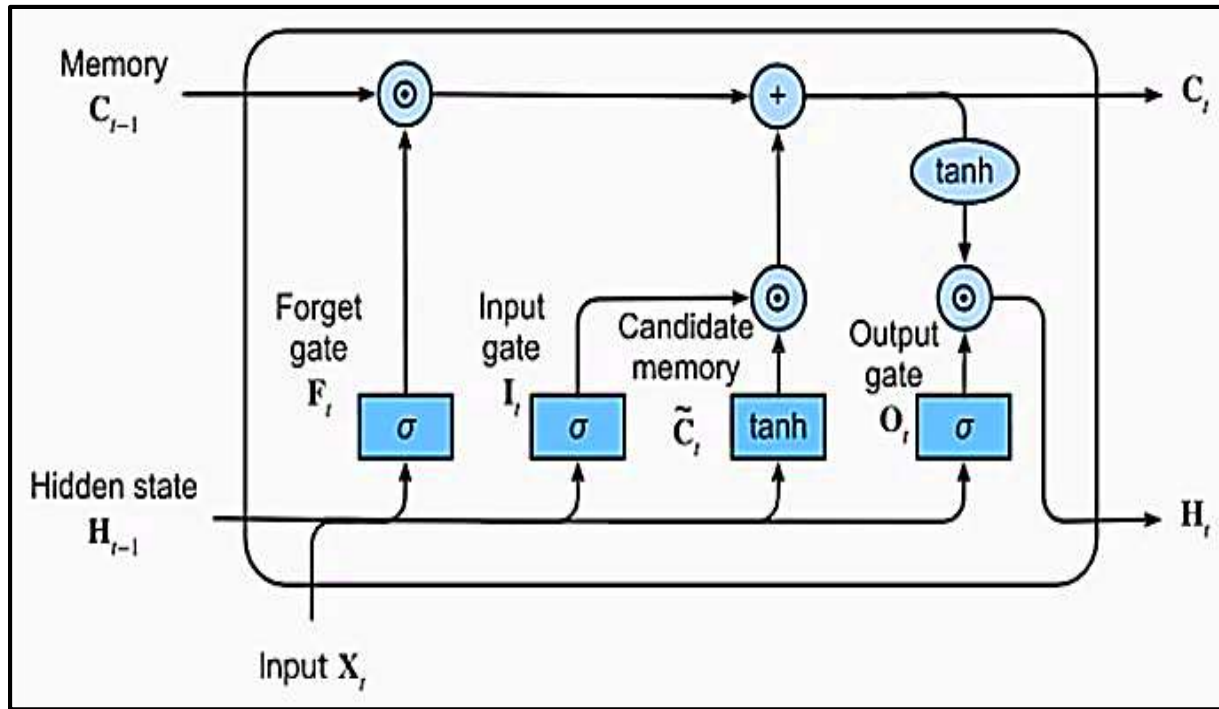 Memory
C_{t-1}
⊙
+
C_t
tanh
Forget
gate
F_t
Input
gate
I_t
⊙
Candidate
memory
C̃_t
⊙
Output
gate
O_t
σ
σ
tanh
σ
Hidden state
H_{t-1}
H_t
Input X_t